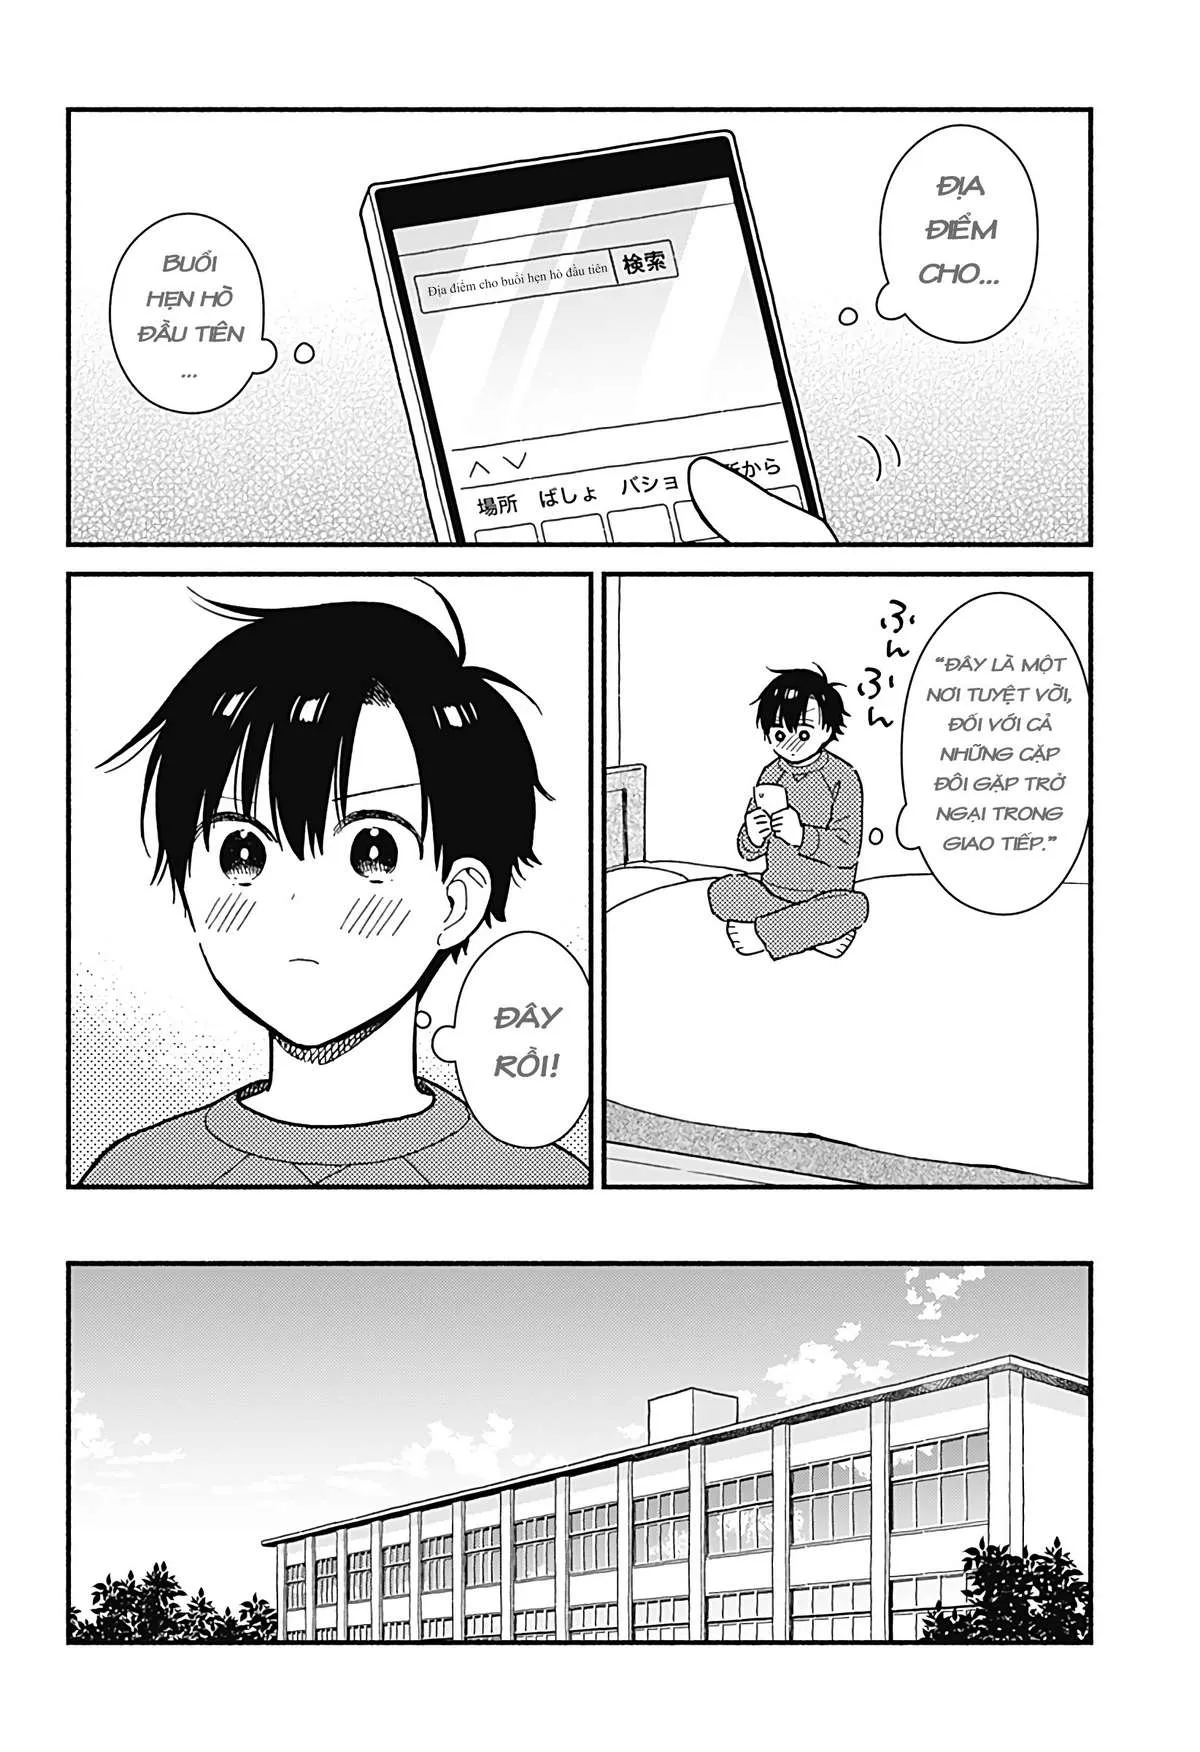 ĐỊA
ĐIỂM
CHO...
BUỔI
HẸN HÒ
ĐẦU TIÊN
...
Địa điểm cho buổi hẹn hò đầu tiên
検索
場所 ばしょ バショ 所から
ふんふん
“ĐÂY LÀ MỘT
NƠI TUYỆT VỜI,
ĐỐI VỚI CẢ
NHỮNG CẶP
ĐÔI GẶP TRỞ
NGẠI TRONG
GIAO TIẾP.”
ĐÂY
RỒI!